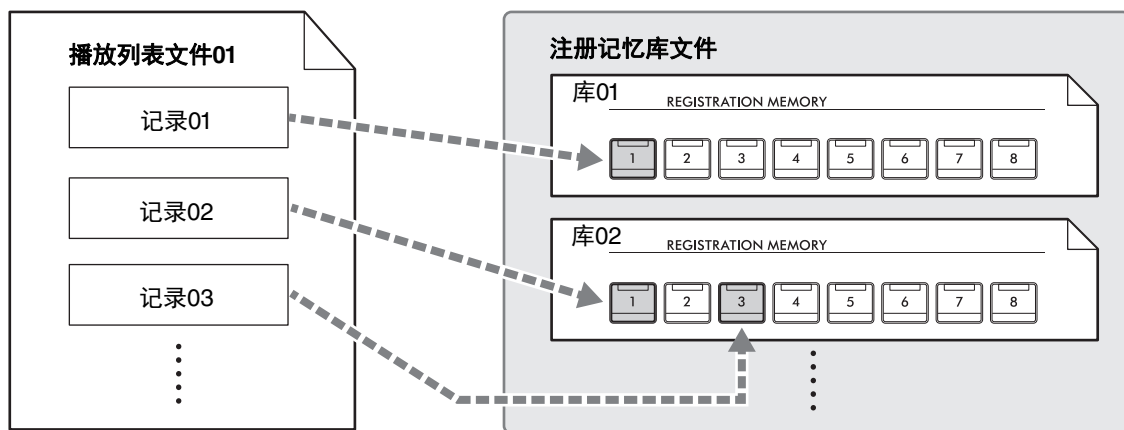 播放列表文件01
记录01
记录02
记录03
注册记忆库文件
库01
REGISTRATION MEMORY
1 2 3 4 5 6 7 8
库02
REGISTRATION MEMORY
1 2 3 4 5 6 7 8